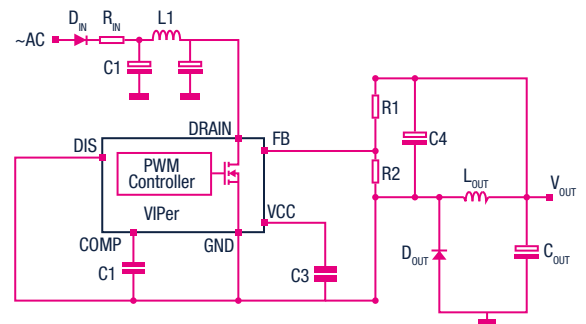 D_IN
R_IN
L1
~AC
C1
R1
DRAIN
FB
C4
DIS
PWM
Controller
R2
L_OUT
V_OUT
VIPer
VCC
COMP
GND
D_OUT
C_OUT
C1
C3